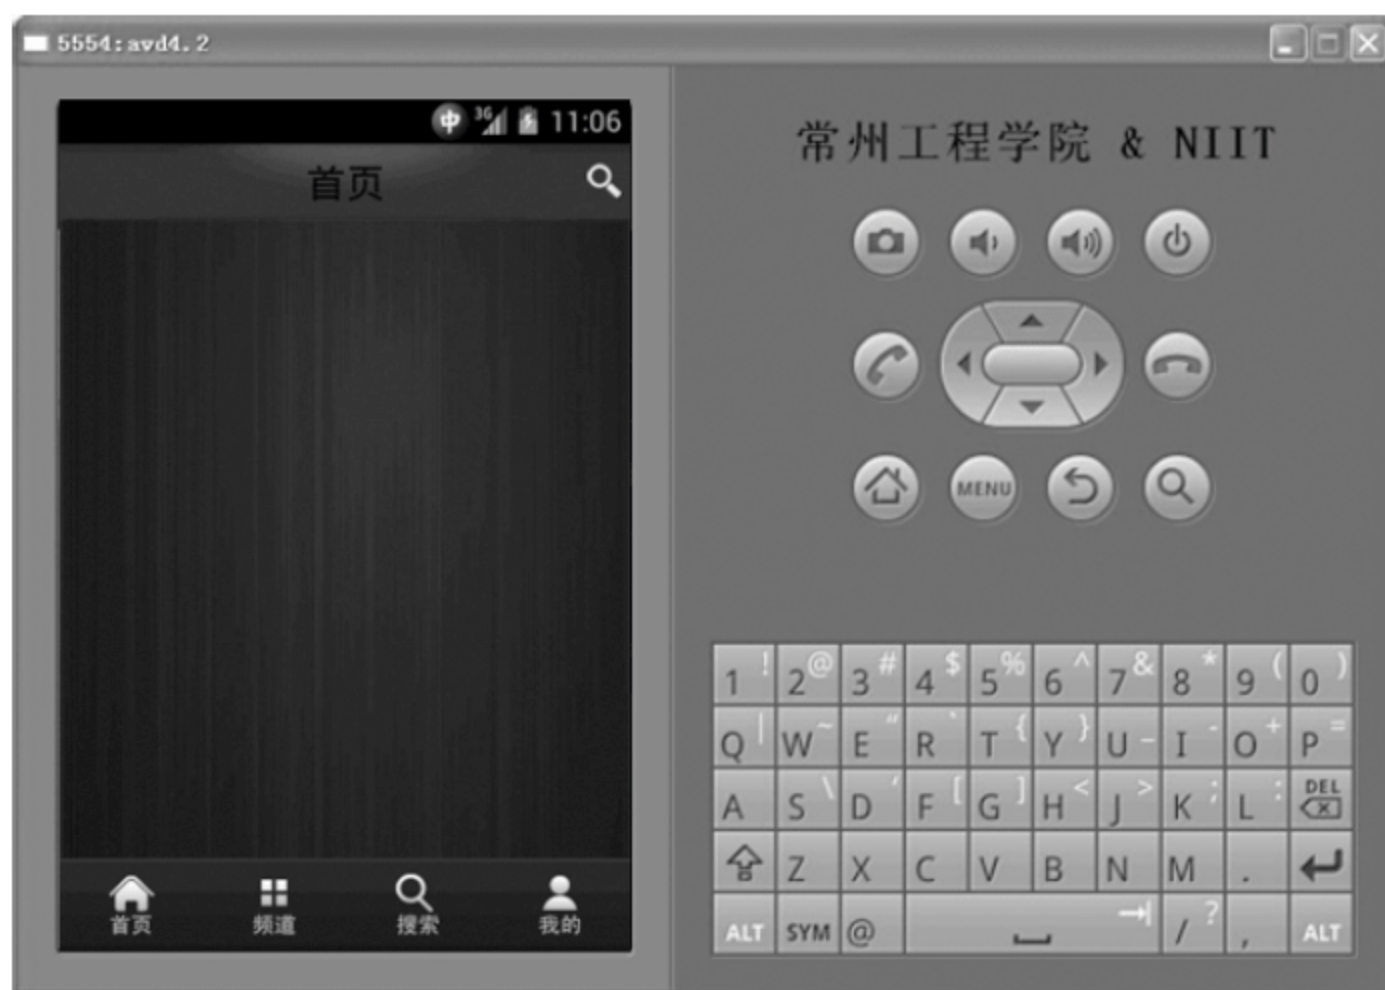 5554:avd4.2
中 3G 11:06
首页
首页 频道 搜索 我的
常州工程学院 & NIIT
MENU
1 ! 2 @ 3 # 4 $ 5 % 6 ^ 7 & 8 * 9 ( 0 )
Q | W ~ E “ R ` T { Y } U _ I - O + P =
A S \ D ‘ F [ G ] H < J > K ; L : DEL
Z X C V B N M .
ALT SYM @ / ? , ALT